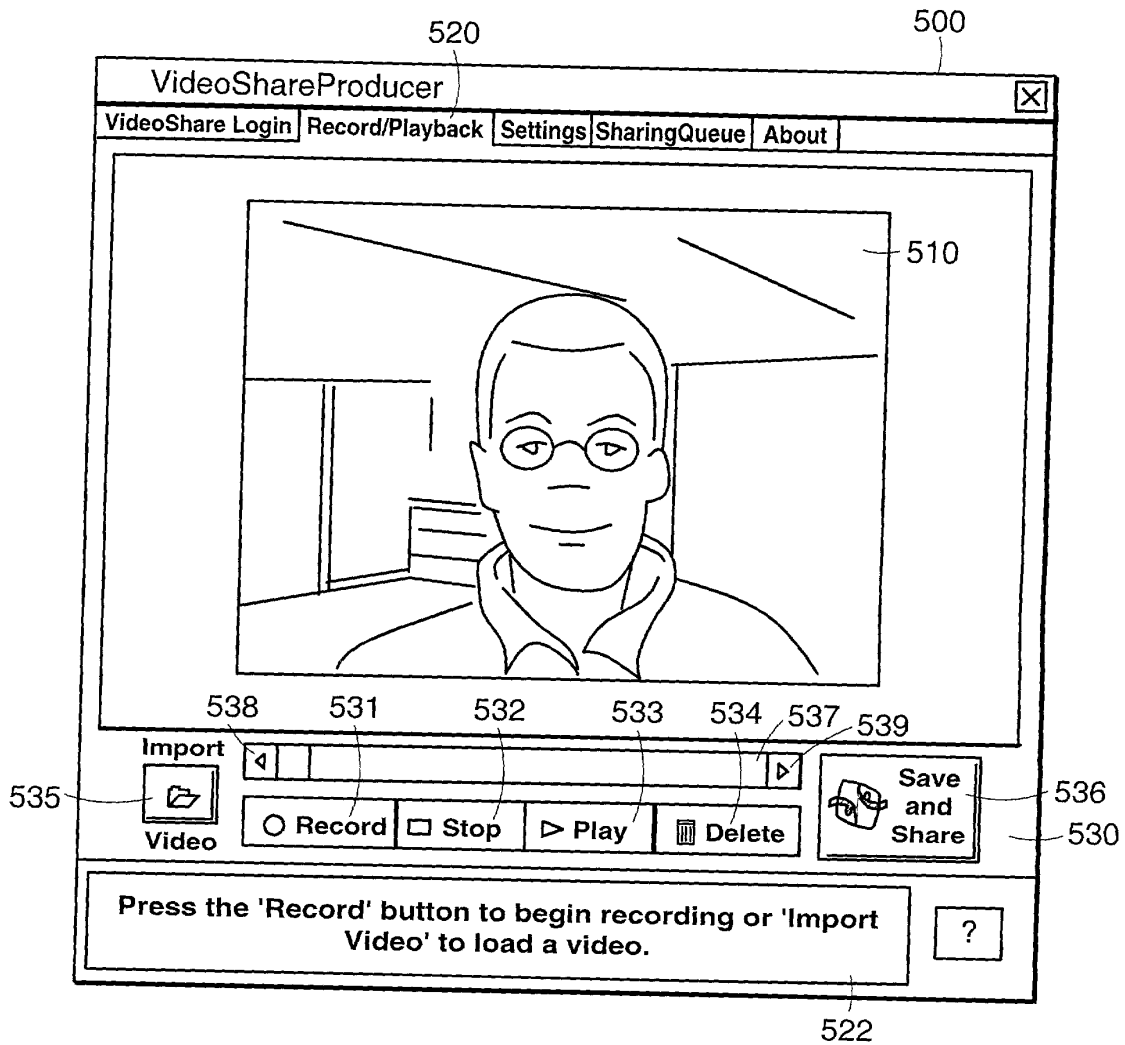 520
500
VideoShareProducer
VideoShare Login Record/Playback Settings SharingQueue About
510
538 531 532 533 534 537 539
Import
Video
535
Record Stop Play Delete
Save
and
Share
536
530
Press the 'Record' button to begin recording or 'Import
Video' to load a video.
?
522